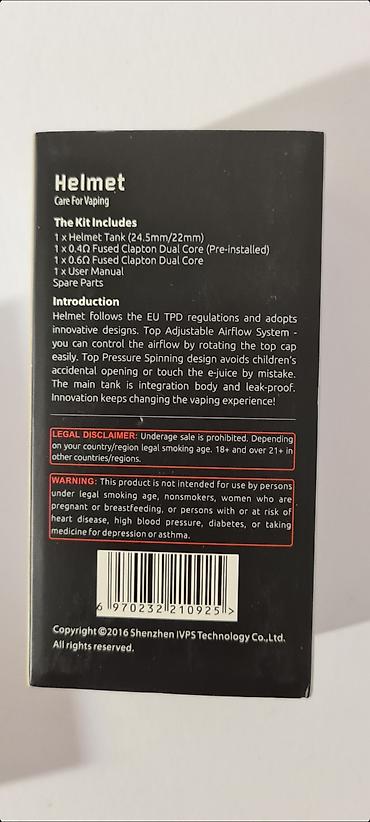 Helmet
Care For Vaping
The Kit Includes
1 x Helmet Tank (24.5mm/22mm)
1 x 0.4Ω Fused Clapton Dual Core (Pre-installed)
1 x 0.6Ω Fused Clapton Dual Core
1 x User Manual
Spare Parts
Introduction
Helmet follows the EU TPD regulations and adopts
innovative designs. Top Adjustable Airflow System -
you can control the airflow by rotating the top cap
easily. Top Pressure Spinning design avoids children's
accidental opening or touch the e-juice by mistake.
The main tank is integration body and leak-proof.
Innovation keeps changing the vaping experience!
LEGAL DISCLAIMER: Underage sale is prohibited. Depending
on your country/region legal smoking age. 18+ and over 21+ in
other countries/regions.
WARNING: This product is not intended for use by persons
under legal smoking age, nonsmokers, women who are
pregnant or breastfeeding, or persons with or at risk of
heart disease, high blood pressure, diabetes, or taking
medicine for depression or asthma.
6 970232 210925 >
Copyright ©2016 Shenzhen IVPS Technology Co.,Ltd.
All rights reserved.